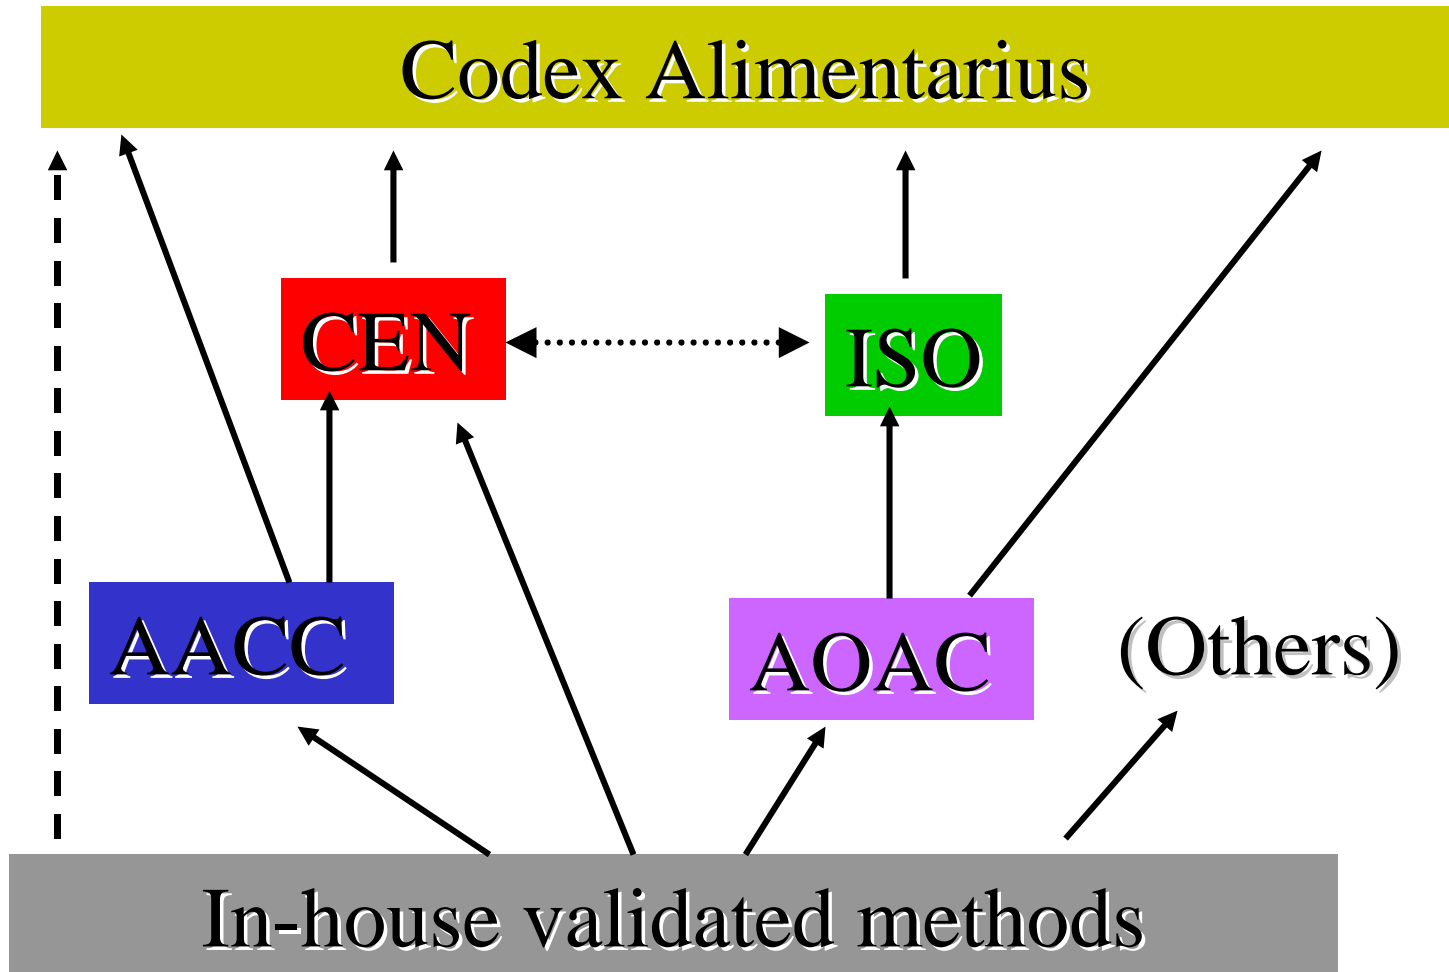 Codex Alimentarius
CEN
ISO
AACC
AOAC
(Others)
In-house validated methods